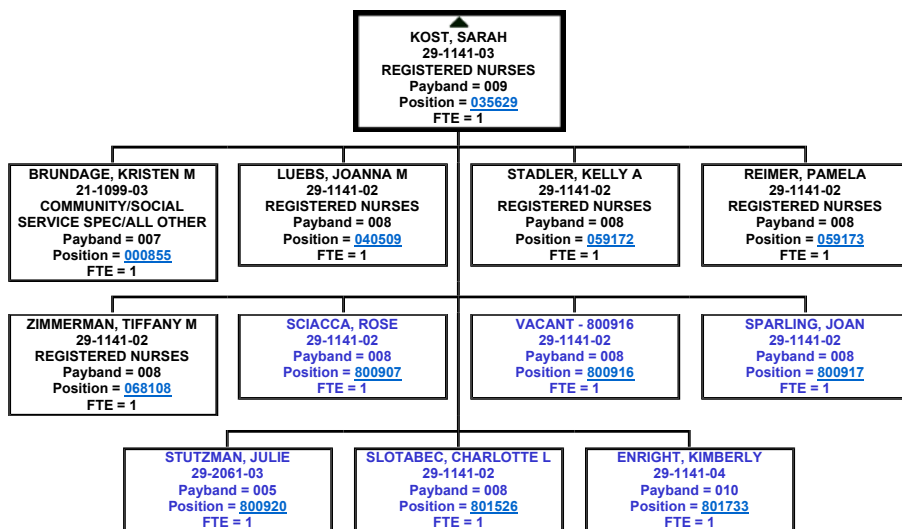 KOST, SARAH
29-1141-03
REGISTERED NURSES
Payband = 009
Position = 035629
FTE = 1
BRUNDAGE, KRISTEN M
21-1099-03
COMMUNITY/SOCIAL
SERVICE SPEC/ALL OTHER
Payband = 007
Position = 000855
FTE = 1
LUEBS, JOANNA M
29-1141-02
REGISTERED NURSES
Payband = 008
Position = 040509
FTE = 1
STADLER, KELLY A
29-1141-02
REGISTERED NURSES
Payband = 008
Position = 059172
FTE = 1
REIMER, PAMELA
29-1141-02
REGISTERED NURSES
Payband = 008
Position = 059173
FTE = 1
ZIMMERMAN, TIFFANY M
29-1141-02
REGISTERED NURSES
Payband = 008
Position = 068108
FTE = 1
SCIACCA, ROSE
29-1141-02
Payband = 008
Position = 800907
FTE = 1
VACANT - 800916
29-1141-02
Payband = 008
Position = 800916
FTE = 1
SPARLING, JOAN
29-1141-02
Payband = 008
Position = 800917
FTE = 1
STUTZMAN, JULIE
29-2061-03
Payband = 005
Position = 800920
FTE = 1
SLOTABEC, CHARLOTTE L
29-1141-02
Payband = 008
Position = 801526
FTE = 1
ENRIGHT, KIMBERLY
29-1141-04
Payband = 010
Position = 801733
FTE = 1